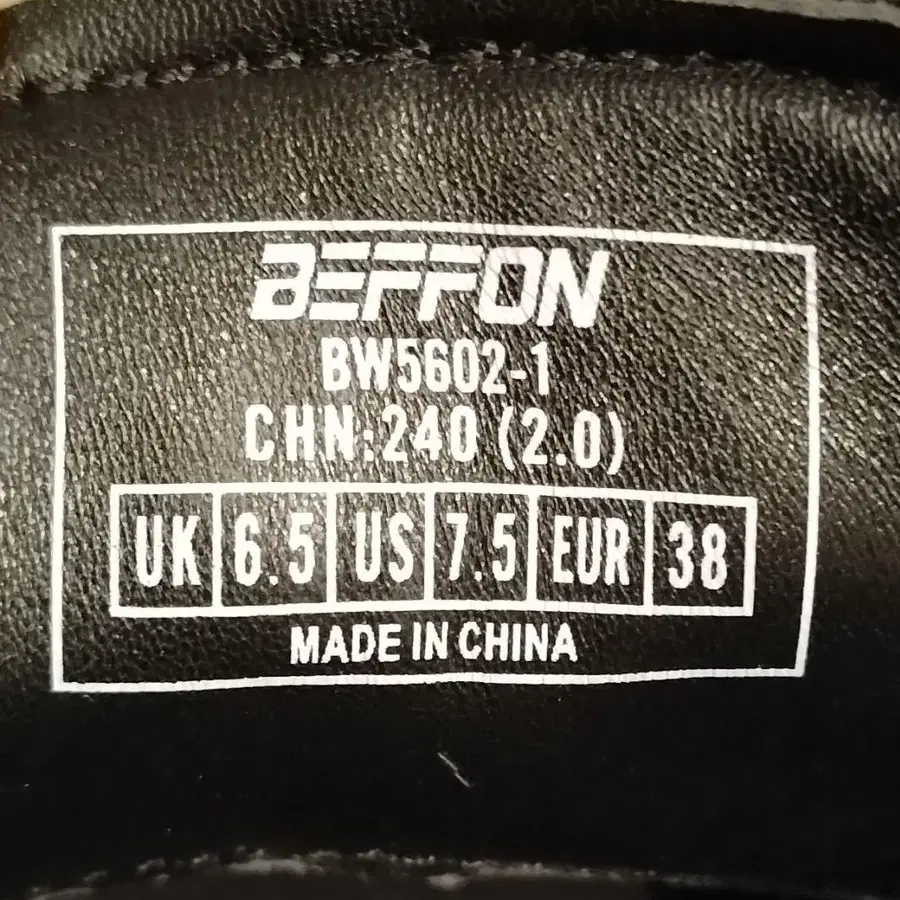 BEFFON
BW5602-1
CHN:240 (2.0)
UK 6.5 US 7.5 EUR 38
MADE IN CHINA